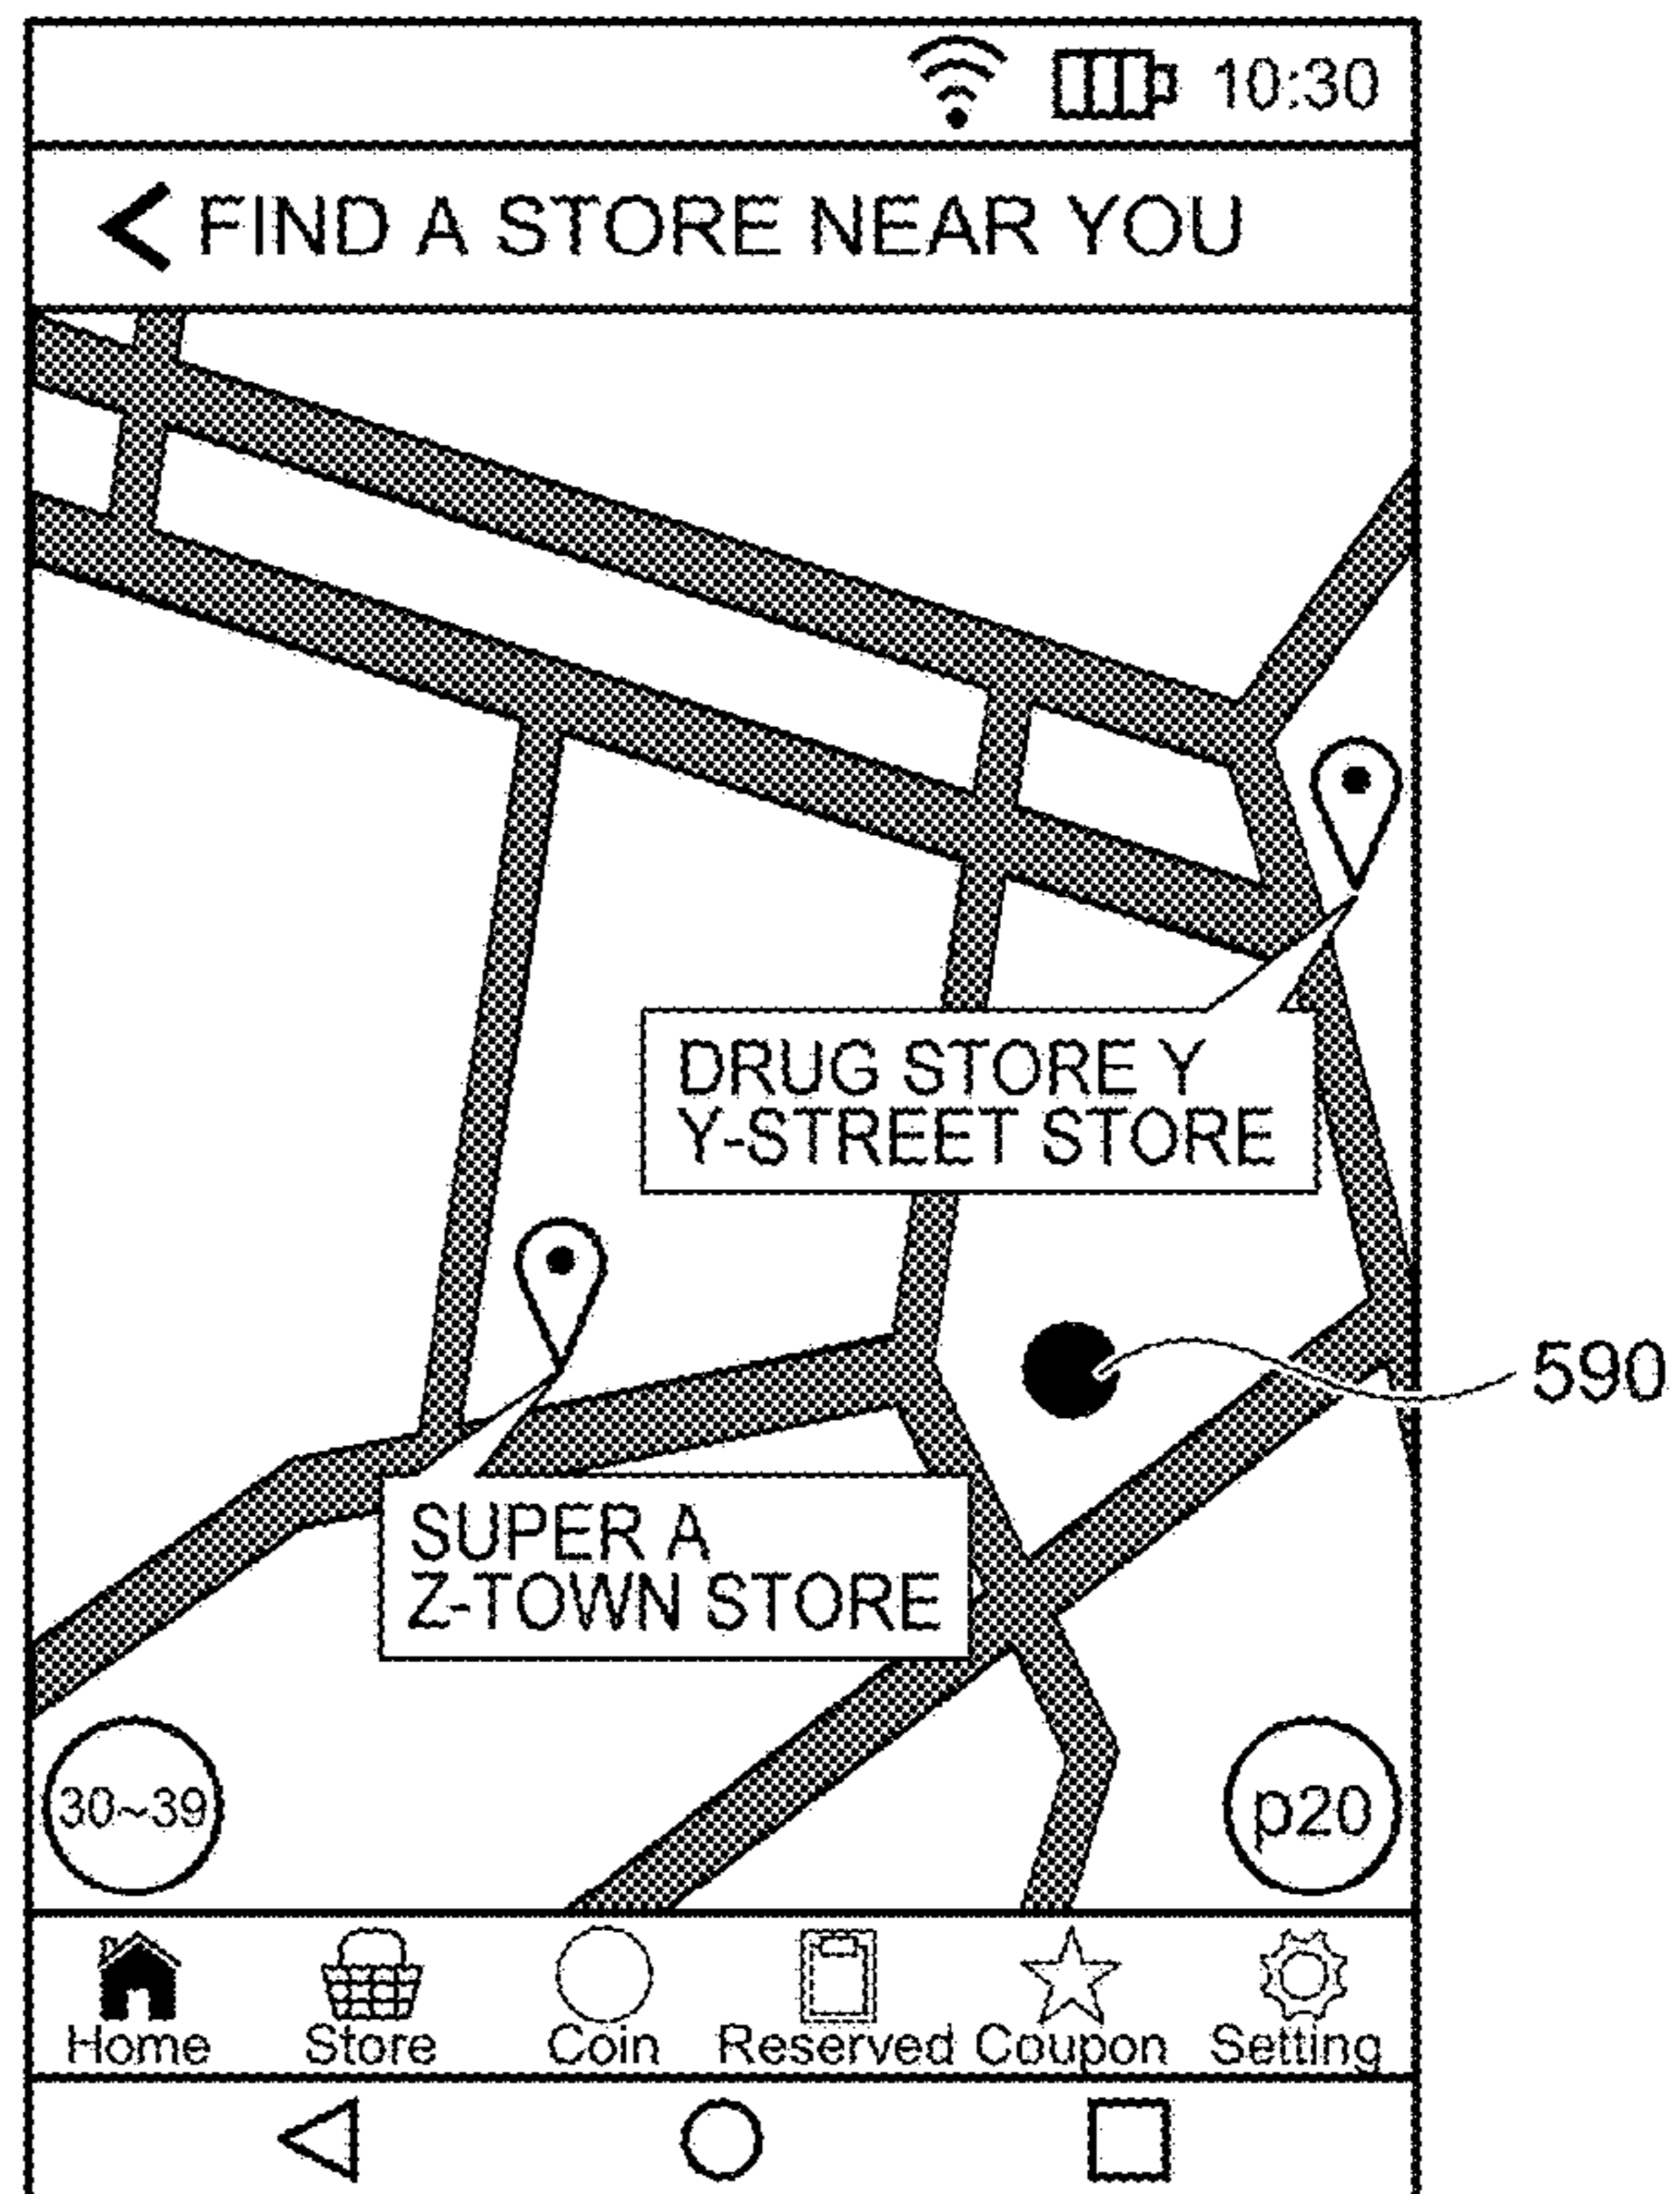 10:30
FIND A STORE NEAR YOU
DRUG STORE Y
Y-STREET STORE
590
SUPER A
Z-TOWN STORE
30~39
p20
Home Store Coin Reserved Coupon Setting